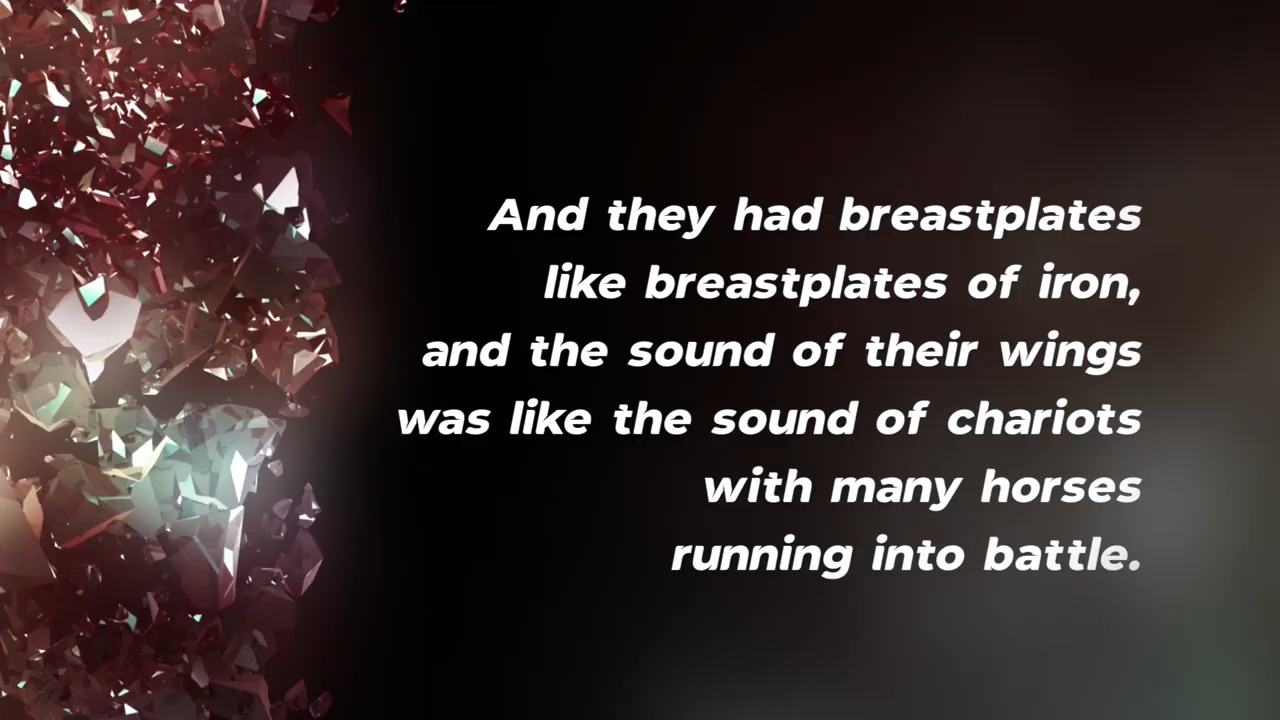 And they had breastplates
like breastplates of iron,
and the sound of their wings
was like the sound of chariots
with many horses
running into battle.